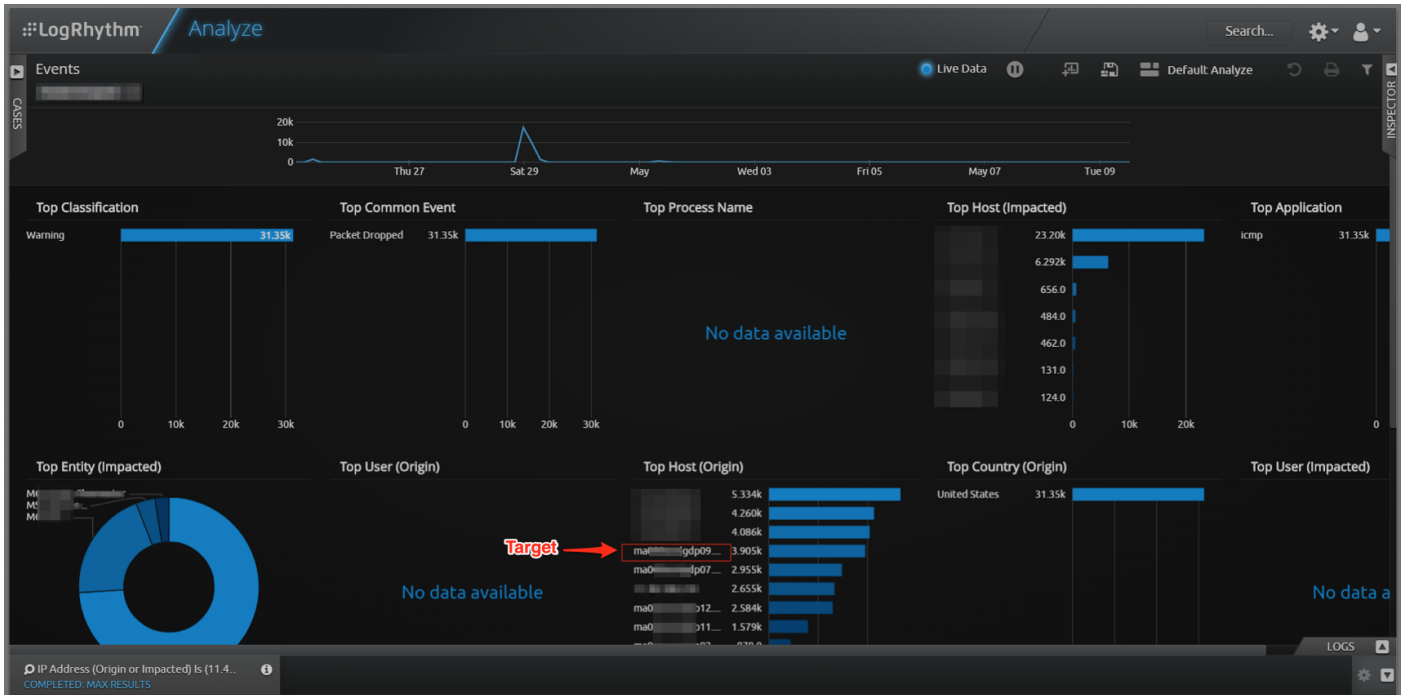 LogRhythm
Analyze
Search...
Events
Live Data
Default Analyze
CASES
INSPECTOR
20k
10k
0
Thu 27
Sat 29
May
Wed 03
Fri 05
May 07
Tue 09
Top Classification
Warning
31.35k
0
10k
20k
30k
Top Common Event
Packet Dropped
31.35k
0
10k
20k
30k
Top Process Name
No data available
Top Host (Impacted)
23.20k
6.292k
656.0
484.0
462.0
131.0
124.0
0
10k
20k
Top Application
icmp
31.35k
0
Top Entity (Impacted)
Top User (Origin)
No data available
Top Host (Origin)
5.334k
4.260k
4.086k
Target
3.905k
2.955k
2.655k
2.584k
1.579k
Top Country (Origin)
United States
31.35k
Top User (Impacted)
No data a
LOGS
IP Address (Origin or Impacted) Is (11.4..
COMPLETED: MAX RESULTS